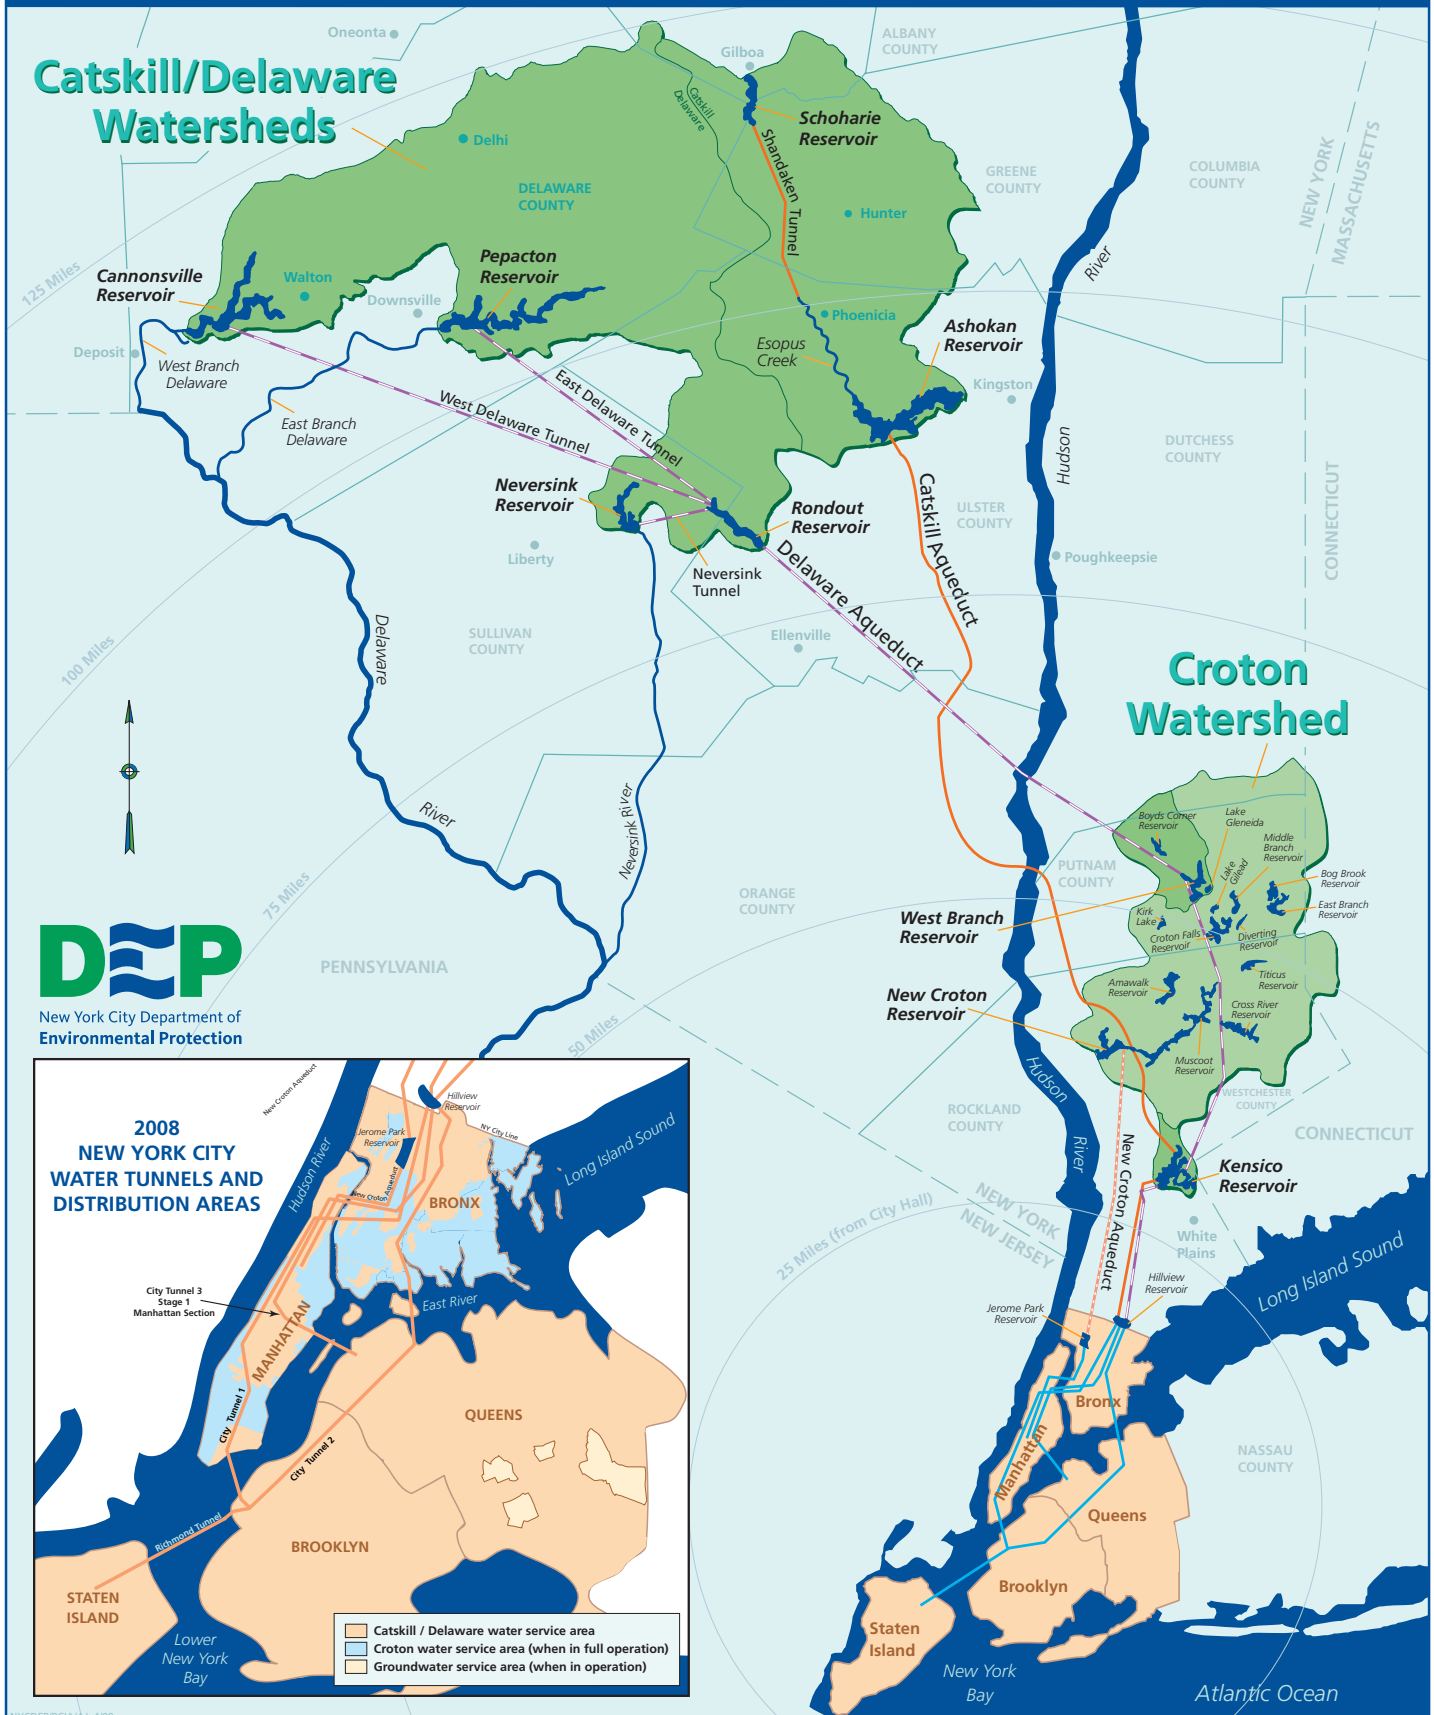 Oneonta
Gilboa
ALBANY
COUNTY
Catskill/Delaware
Watersheds
Catskill
Delaware
Schoharie
Reservoir
Delhi
Shandaken Tunnel
GREENE
COUNTY
COLUMBIA
COUNTY
NEW YORK
MASSACHUSETTS
DELAWARE
COUNTY
Hunter
125 Miles
Cannonsville
Reservoir
Walton
Pepacton
Reservoir
Downsville
River
Phoenicia
Ashokan
Reservoir
Esopus
Creek
Deposit
West Branch
Delaware
East Branch
Delaware
West Delaware Tunnel
East Delaware Tunnel
Kingston
Hudson
DUTCHESS
COUNTY
CONNECTICUT
Neversink
Reservoir
Rondout
Reservoir
Catskill Aqueduct
ULSTER
COUNTY
Liberty
Neversink
Tunnel
Delaware Aqueduct
Poughkeepsie
100 Miles
Delaware
SULLIVAN
COUNTY
Ellenville
Croton
Watershed
River
Neversink River
Boyds Corner
Reservoir
Lake
Gleneida
Middle
Branch
Reservoir
Lake
Gilead
Bog Brook
Reservoir
East Branch
Reservoir
PUTNAM
COUNTY
75 Miles
ORANGE
COUNTY
West Branch
Reservoir
Kirk
Lake
Croton Falls
Reservoir
Diverting
Reservoir
PENNSYLVANIA
Titicus
Reservoir
Amawalk
Reservoir
New Croton
Reservoir
Cross River
Reservoir
Muscoot
Reservoir
DEP
New York City Department of
Environmental Protection
50 Miles
Hudson
River
ROCKLAND
COUNTY
WESTCHESTER
COUNTY
CONNECTICUT
New Croton Aqueduct
Kensico
Reservoir
NEW YORK
NEW JERSEY
25 Miles (from City Hall)
White
Plains
Long Island Sound
Hillview
Reservoir
Jerome Park
Reservoir
Bronx
Manhattan
NASSAU
COUNTY
Queens
Brooklyn
Staten
Island
New York
Bay
Atlantic Ocean
2008
NEW YORK CITY
WATER TUNNELS AND
DISTRIBUTION AREAS
New Croton Aqueduct
Hillview
Reservoir
Jerome Park
Reservoir
NY City Line
Hudson River
Long Island Sound
New Croton Aqueduct
BRONX
East River
City Tunnel 3
Stage 1
Manhattan Section
MANHATTAN
City Tunnel 1
City Tunnel 2
QUEENS
Richmond Tunnel
BROOKLYN
STATEN
ISLAND
Lower
New York
Bay
Catskill / Delaware water service area
Croton water service area (when in full operation)
Groundwater service area (when in operation)